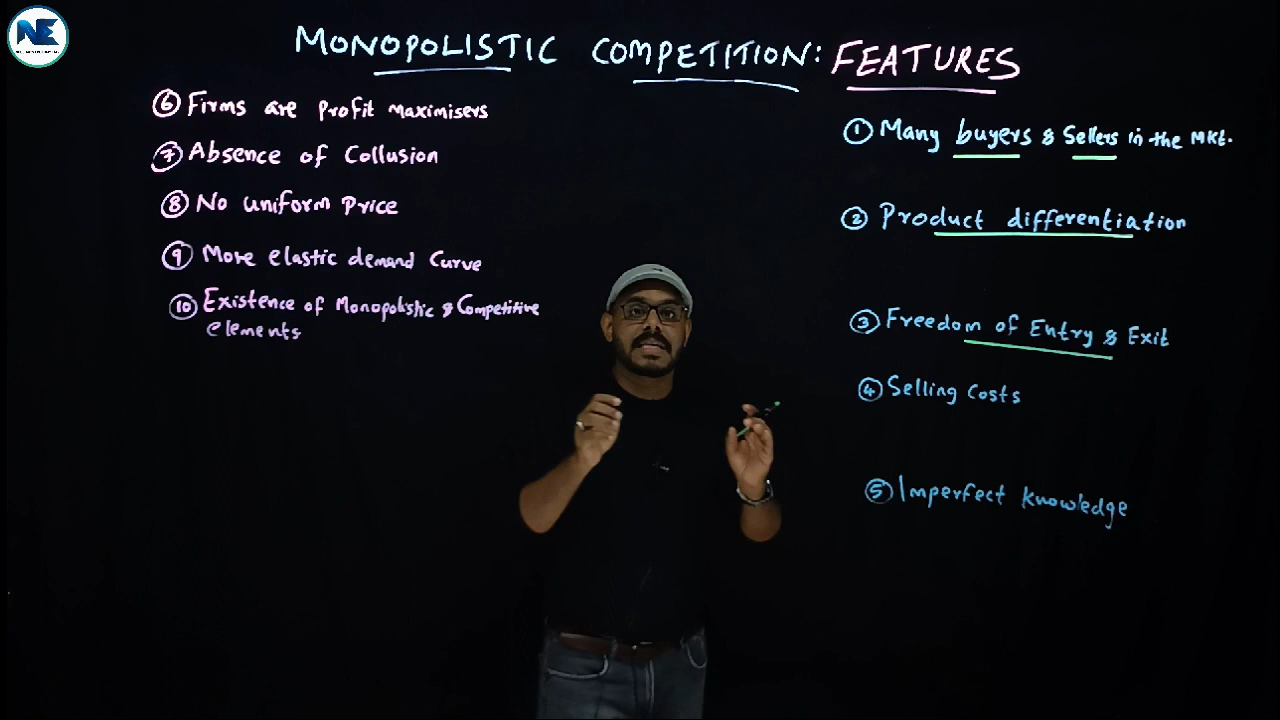 MONOPOLISTIC COMPETITION: FEATURES
① Many buyers & Sellers in the MKt.
② Product differentiation
③ Freedom of Entry & Exit
④ Selling Costs
⑤ Imperfect Knowledge
⑥ Firms are Profit Maximisers
⑦ Absence of Collusion
⑧ No uniform Price
⑨ More elastic demand Curve
⑩ Existence of Monopolistic & Competitive
elements
NE